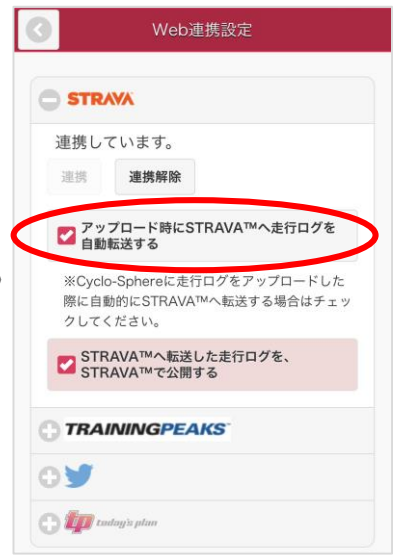 Web連携設定
STRAVA
連携しています。
連携 連携解除
アップロード時にSTRAVA™へ走行ログを
自動転送する
※Cyclo-Sphereに走行ログをアップロードした
際に自動的にSTRAVA™へ転送する場合はチェッ
クしてください。
STRAVA™へ転送した走行ログを、
STRAVA™で公開する
TRAININGPEAKS
tp today's plan